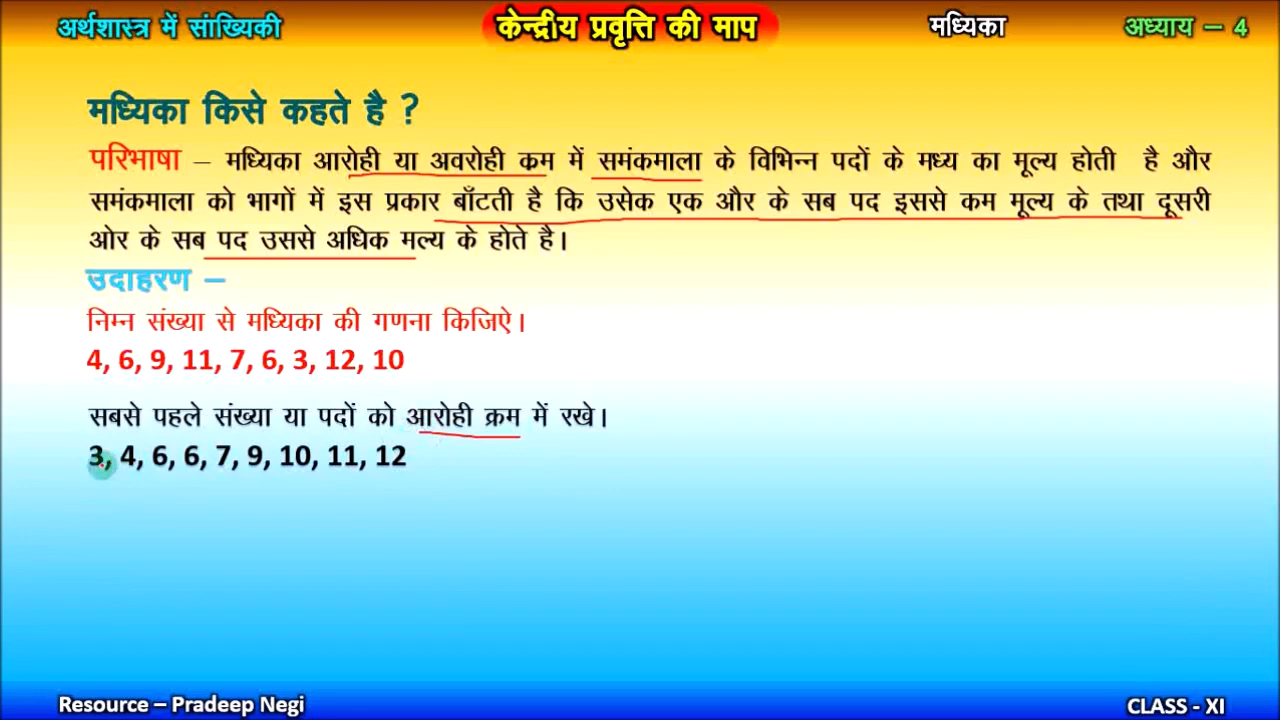 अर्थशास्त्र में सांख्यिकी
केन्द्रीय प्रवृत्ति की माप
मध्यिका
अध्याय – 4
मध्यिका किसे कहते है ?
परिभाषा – मध्यिका आरोही या अवरोही क्रम में समंकमाला के विभिन्न पदों के मध्य का मूल्य होती है और
समंकमाला को भागों में इस प्रकार बाँटती है कि उसेक एक और के सब पद इससे कम मूल्य के तथा दूसरी
ओर के सब पद उससे अधिक मल्य के होते है।
उदाहरण –
निम्न संख्या से मध्यिका की गणना किजिऐ।
4, 6, 9, 11, 7, 6, 3, 12, 10
सबसे पहले संख्या या पदों को आरोही क्रम में रखे।
3, 4, 6, 6, 7, 9, 10, 11, 12
Resource – Pradeep Negi
CLASS - XI